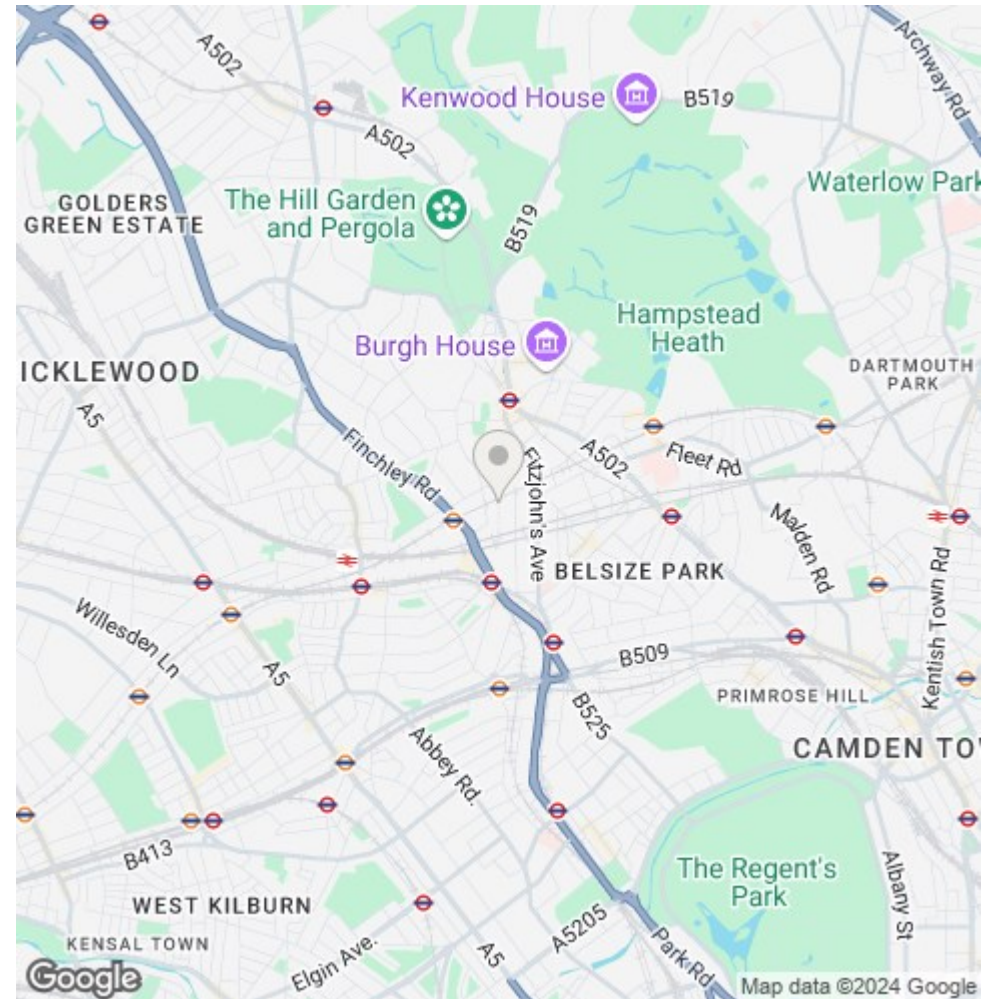 A502
Kenwood House
B519
Archway Rd
A502
Waterlow Park
GOLDERS
GREEN ESTATE
The Hill Garden
and Pergola
B519
Hampstead
Heath
Burgh House
ICKLEWOOD
DARTMOUTH
PARK
A5
Finchley Rd
Fitzjohn's Ave
A502
Fleet Rd
Malden Rd
BELSIZE PARK
Kentish Town Rd
Willesden Ln
A5
B509
PRIMROSE HILL
B525
Abbey Rd.
CAMDEN TO
B413
The Regent's
Park
Albany St
WEST KILBURN
A5205
KENSAL TOWN
Elgin Ave.
A5
Park Rd
Google
Map data ©2024 Google